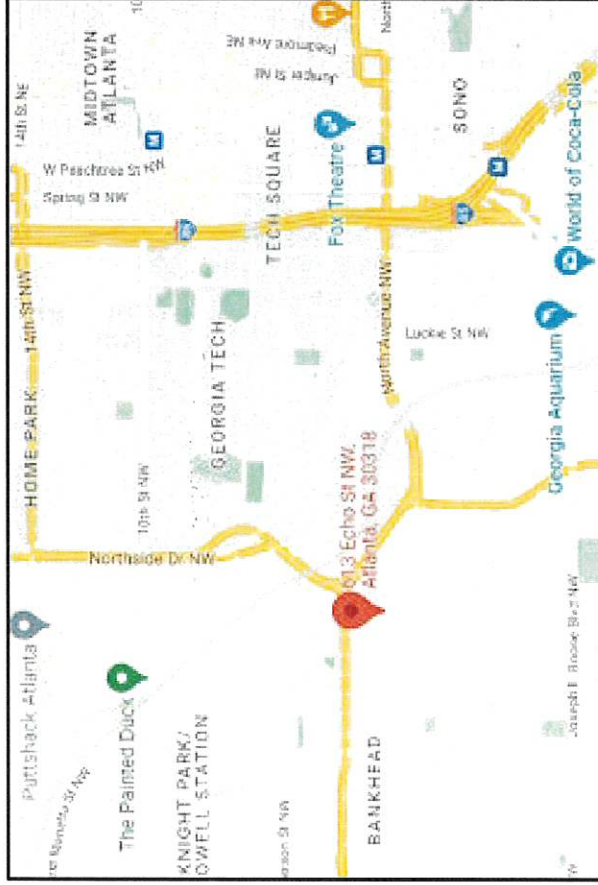 Puttshack Atlanta
HOME PARK
14th St NW
14th St NE
The Painted Duck
10th St NW
Spring St NW
W Peachtree St NW
MIDTOWN
ATLANTA
M
KNIGHT PARK/
Northside Dr NW
GEORGIA TECH
TECH SQUARE
Juniper St NE
Piedmont Ave NE
Fox Theatre
BANKHEAD
613 Echo St NW,
Atlanta, GA 30318
North Avenue NW
M
North
Luckie St NW
SONO
M
Joseph E. Boone Blvd NW
Georgia Aquarium
World of Coca-Cola